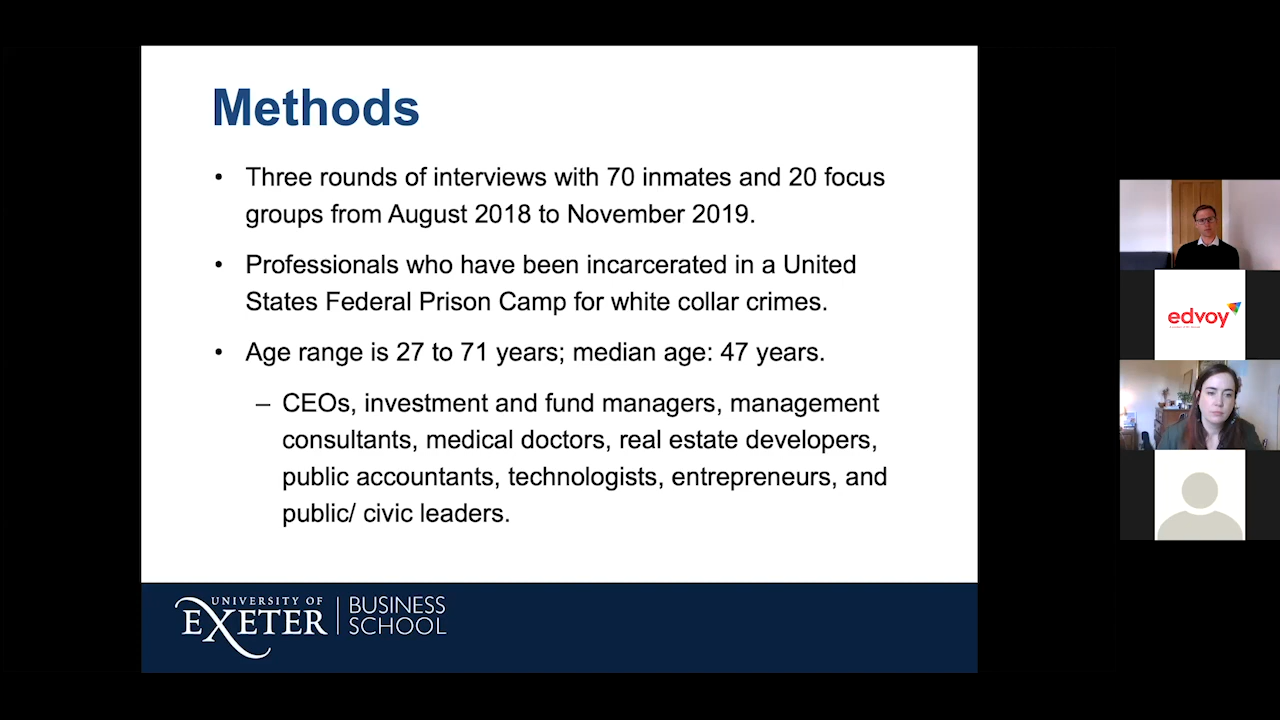 Methods
• Three rounds of interviews with 70 inmates and 20 focus
groups from August 2018 to November 2019.
• Professionals who have been incarcerated in a United
States Federal Prison Camp for white collar crimes.
• Age range is 27 to 71 years; median age: 47 years.
– CEOs, investment and fund managers, management
consultants, medical doctors, real estate developers,
public accountants, technologists, entrepreneurs, and
public/ civic leaders.
UNIVERSITY OF
EXETER
BUSINESS
SCHOOL
edvoy